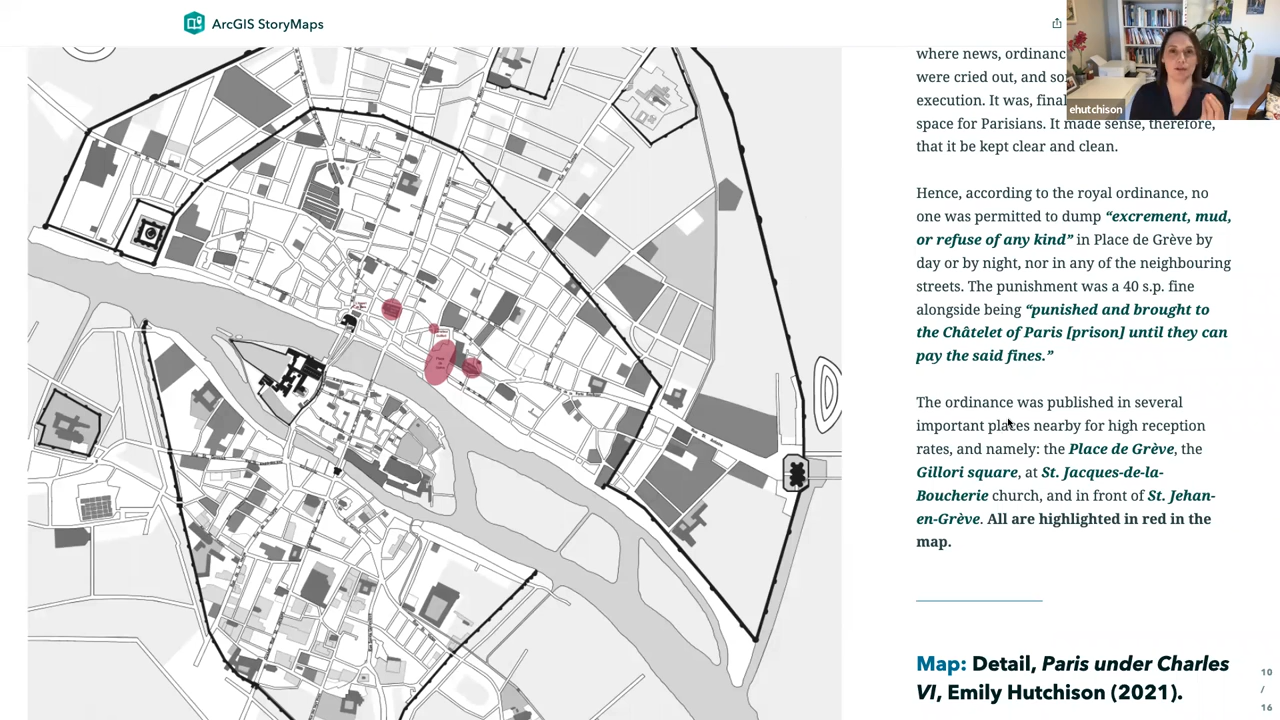 ArcGIS StoryMaps
ehutchison
where news, ordinanc
were cried out, and so
execution. It was, final
space for Parisians. It made sense, therefore,
that it be kept clear and clean.
Hence, according to the royal ordinance, no
one was permitted to dump “excrement, mud,
or refuse of any kind” in Place de Grève by
day or by night, nor in any of the neighbouring
streets. The punishment was a 40 s.p. fine
alongside being “punished and brought to
the Châtelet of Paris [prison] until they can
pay the said fines.”
The ordinance was published in several
important places nearby for high reception
rates, and namely: the Place de Grève, the
Gillori square, at St. Jacques-de-la-
Boucherie church, and in front of St. Jehan-
en-Grève. All are highlighted in red in the
map.
Map: Detail, Paris under Charles
VI, Emily Hutchison (2021).
10
/
16